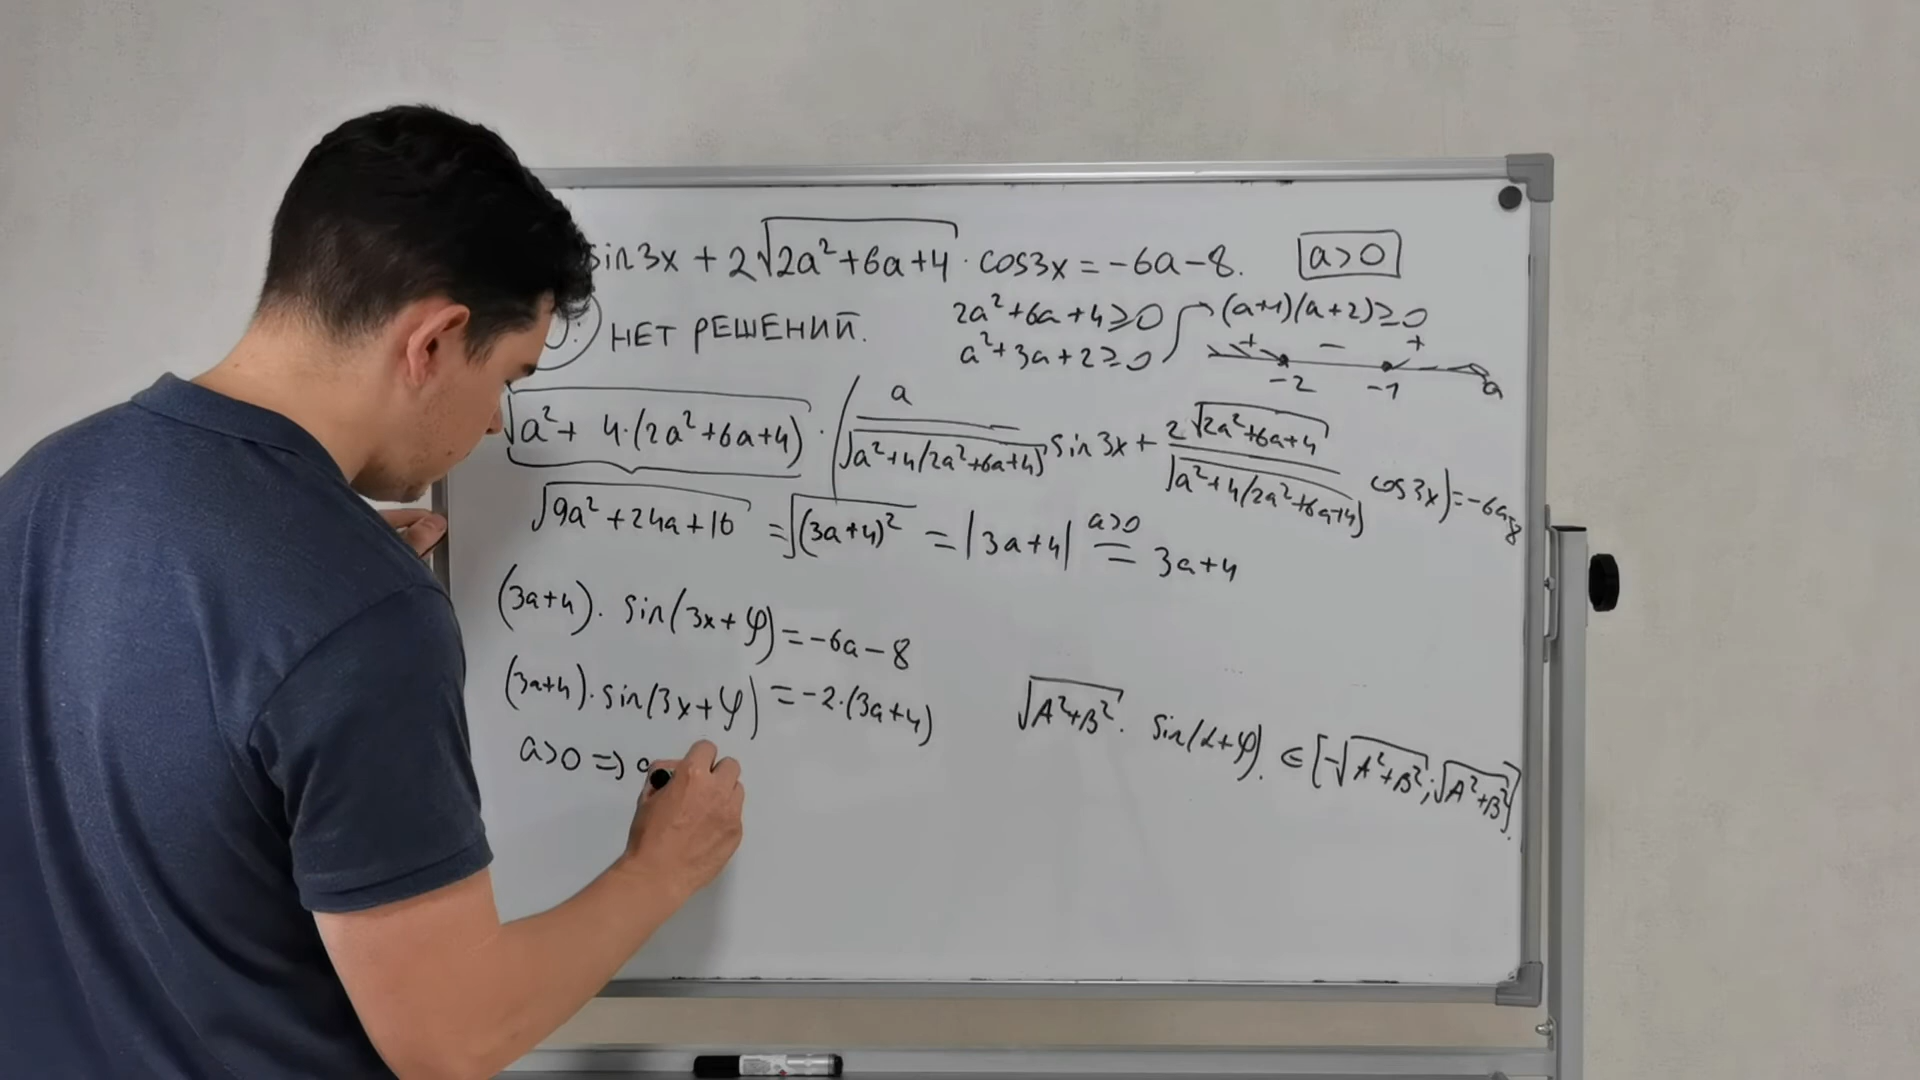 sin3x + 2√(2a²+6a+4) · cos3x = -6a-8. a>0
НЕТ РЕШЕНИЙ.
2a²+6a+4≥0 (a+1)(a+2)≥0
a²+3a+2≥0
+ − +
-2 -1 a
√(a²+4·(2a²+6a+4)) · (a/√(a²+4(2a²+6a+4)) sin3x + 2√(2a²+6a+4)/√(a²+4(2a²+6a+4)) cos3x) = -6a-8
√(9a²+24a+16) = √((3a+4)²) = |3a+4| a>0 = 3a+4
(3a+4) · sin(3x+φ) = -6a-8
(3a+4) · sin(3x+φ) = -2·(3a+4)
√(A²+B²) · sin(α+φ). ∈ [-√(A²+B²); √(A²+B²)].
a>0 ⇒